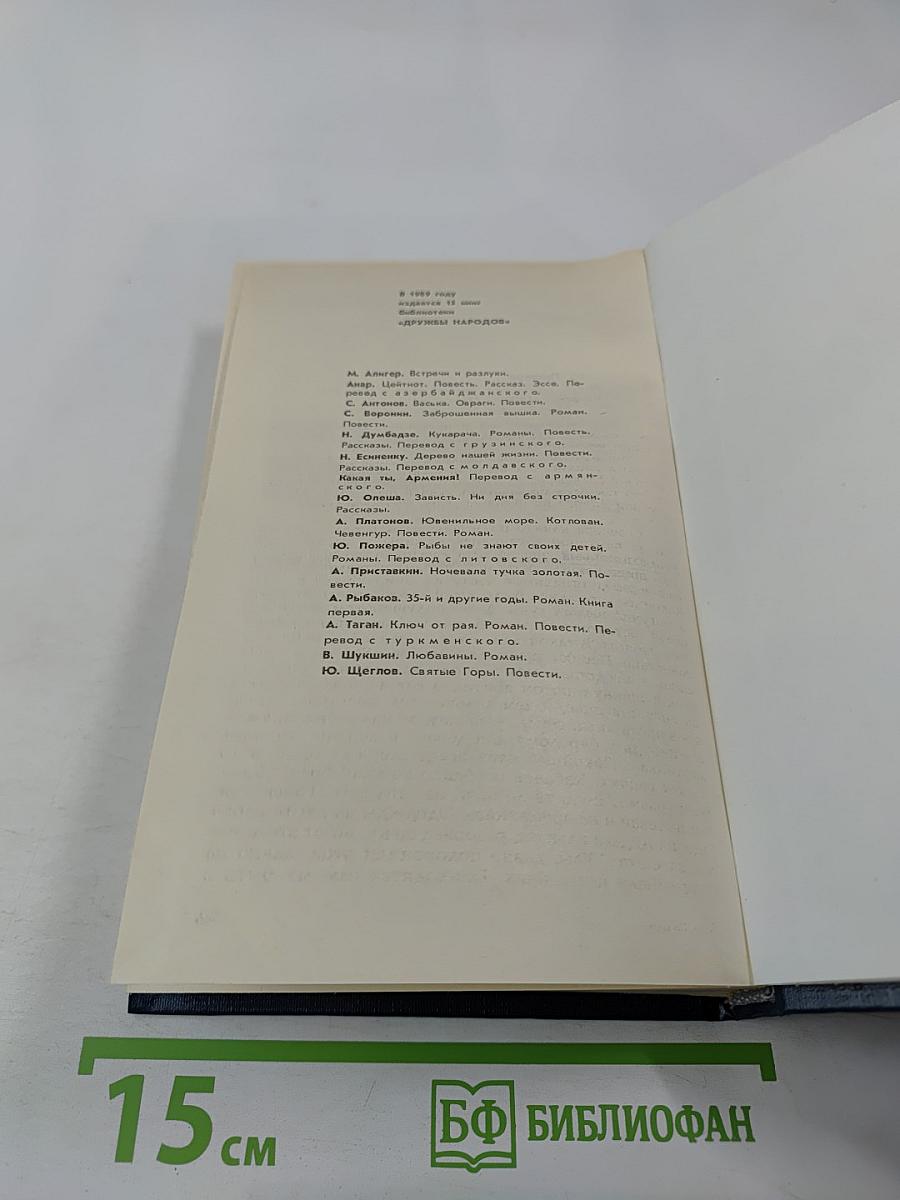 В 1989 году
издается 15 книг
библиотеки
«ДРУЖБЫ НАРОДОВ»
М. Алигер. Встречи и разлуки.
Анар. Цейтнот. Повесть. Рассказ. Эссе. Пе-
ревод с азербайджанского.
С. Антонов. Васька. Овраги. Повести.
С. Воронин. Заброшенная вышка. Роман.
Повести.
Н. Думбадзе. Кукарача. Романы. Повесть.
Рассказы. Перевод с грузинского.
Н. Есиненку. Дерево нашей жизни. Повести.
Рассказы. Перевод с молдавского.
Какая ты, Армения! Перевод с армян-
ского.
Ю. Олеша. Зависть. Ни дня без строчки.
Рассказы.
А. Платонов. Ювенильное море. Котлован.
Чевенгур. Повести. Роман.
Ю. Пожера. Рыбы не знают своих детей.
Романы. Перевод с литовского.
А. Приставкин. Ночевала тучка золотая. По-
вести.
А. Рыбаков. 35-й и другие годы. Роман. Книга
первая.
А. Таган. Ключ от рая. Роман. Повести. Пе-
ревод с туркменского.
В. Шукшин. Любавины. Роман.
Ю. Щеглов. Святые Горы. Повести.
15 см
БФ БИБЛИОФАН